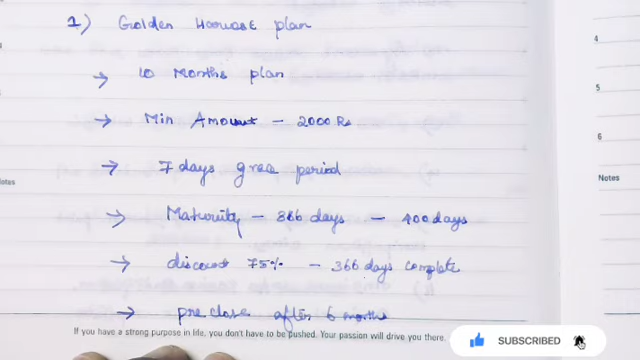 1) Golden Harvest plan
→ 10 Months plan
→ Min Amount - 2000 Rs
→ 7 days grace period
→ Maturity - 366 days - 400 days
→ discount 75% - 366 days complete
→ pre close after 6 months
If you have a strong purpose in life, you don't have to be pushed. Your passion will drive you there.
4
5
6
Notes
otes
SUBSCRIBED